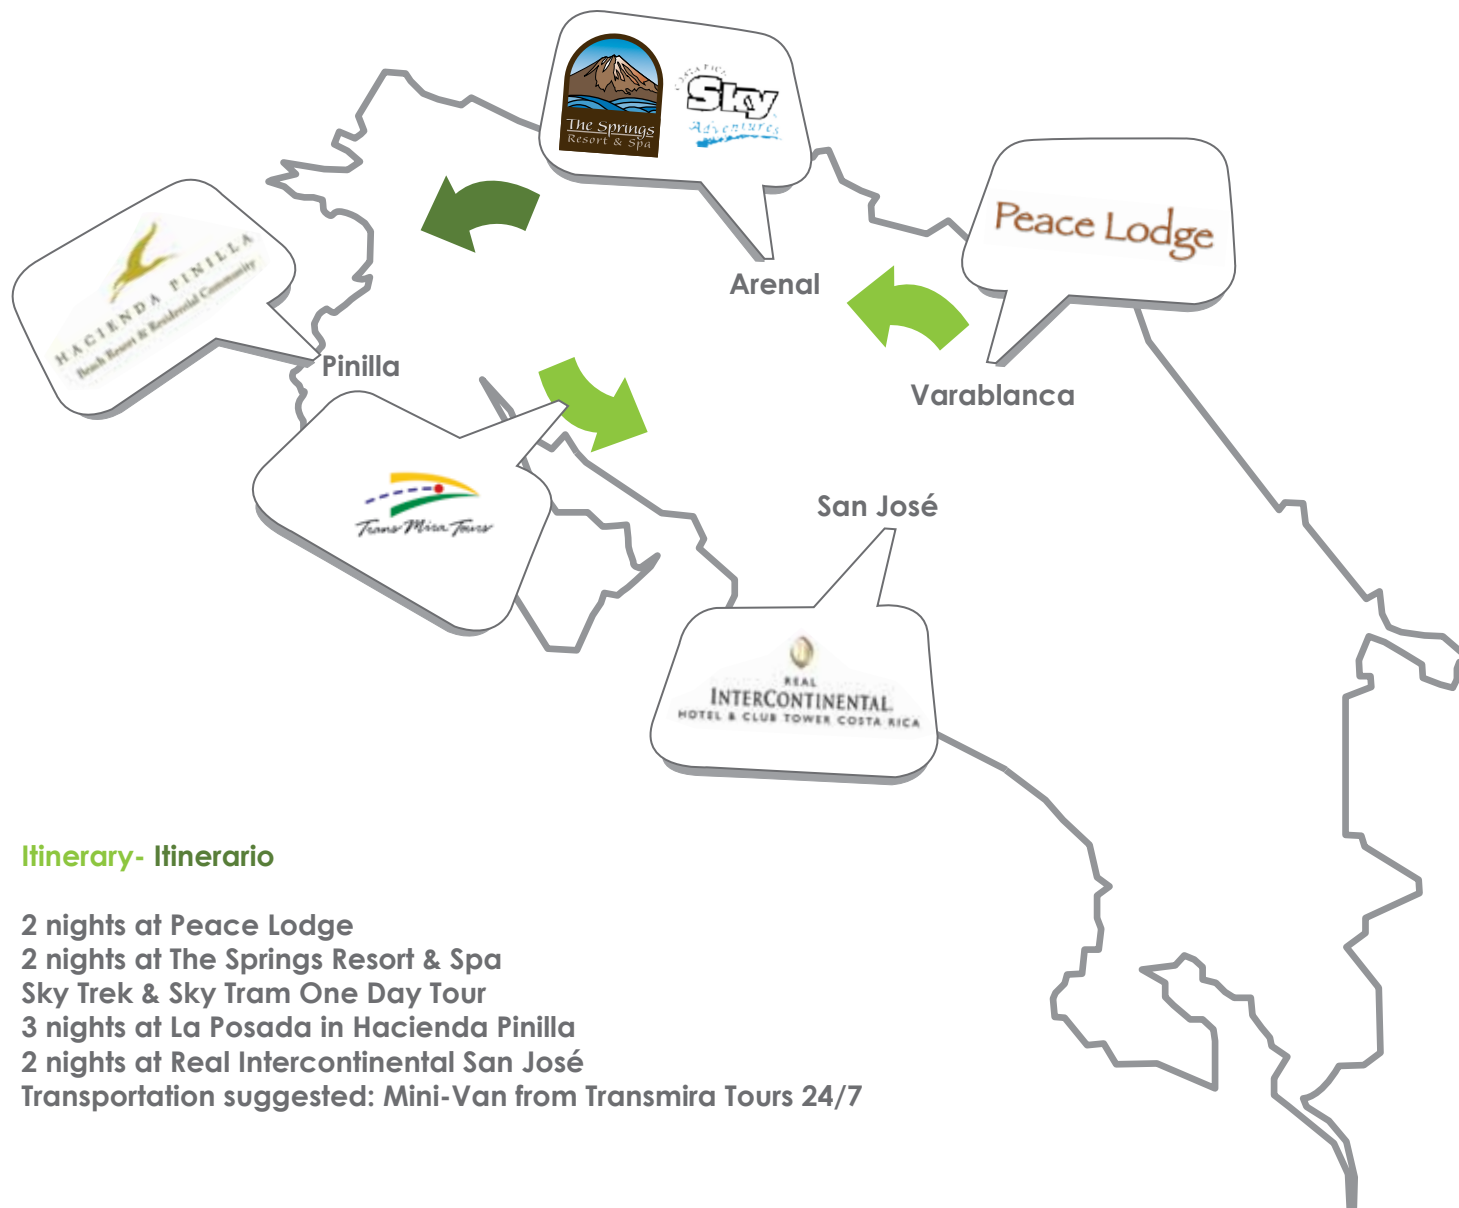 The Springs
Resort & Spa
COSTA RICA
Sky
Adventures
Peace Lodge
HACIENDA PINILLA
Beach Resort & Residential Community
Arenal
Pinilla
Varablanca
Trans Mira Tours
San José
REAL
INTERCONTINENTAL.
HOTEL & CLUB TOWER COSTA RICA
Itinerary- Itinerario
2 nights at Peace Lodge
2 nights at The Springs Resort & Spa
Sky Trek & Sky Tram One Day Tour
3 nights at La Posada in Hacienda Pinilla
2 nights at Real Intercontinental San José
Transportation suggested: Mini-Van from Transmira Tours 24/7